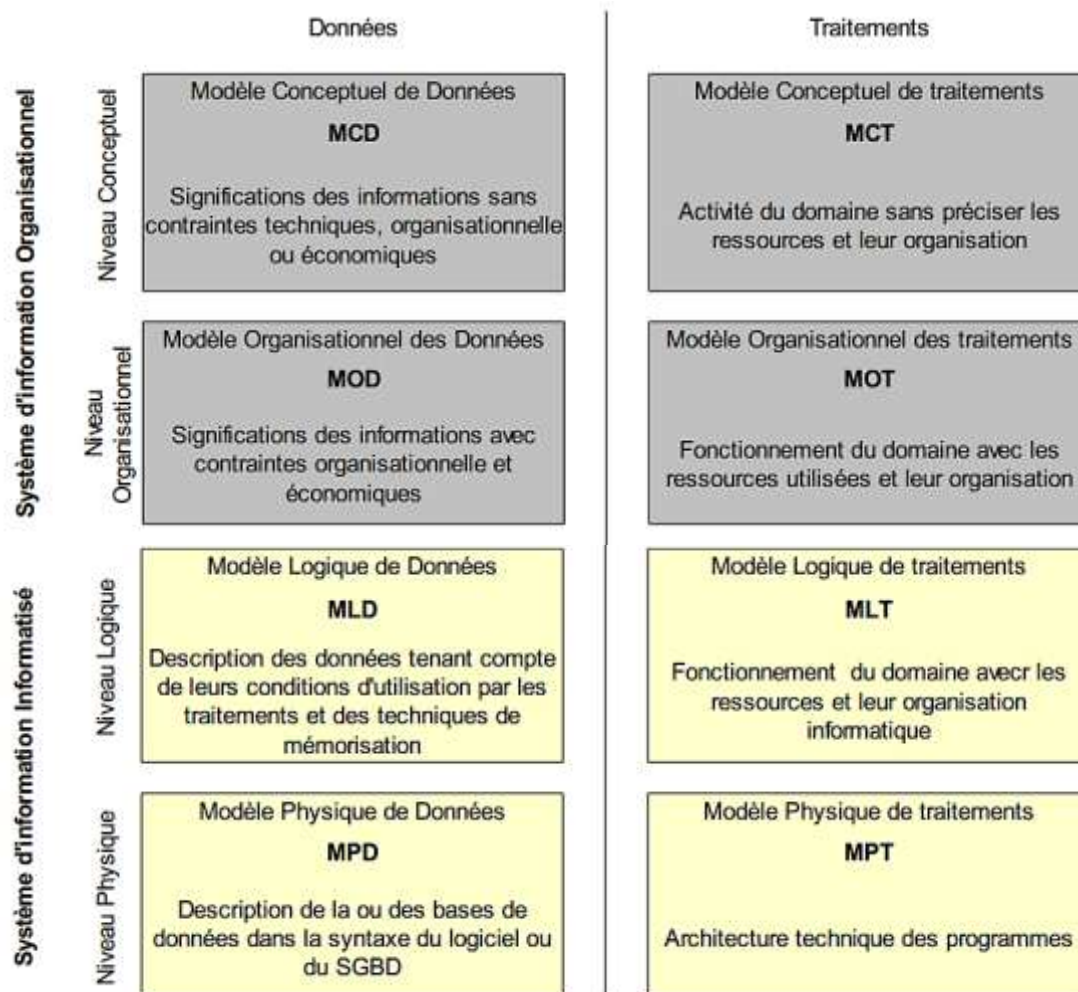 Données
Traitements
Système d'information Organisationnel
Niveau Conceptuel
Modèle Conceptuel de Données
MCD
Significations des informations sans
contraintes techniques, organisationnelle
ou économiques
Modèle Conceptuel de traitements
MCT
Activité du domaine sans préciser les
ressources et leur organisation
Niveau
Organisationnel
Modèle Organisationnel des Données
MOD
Significations des informations avec
contraintes organisationnelle et
économiques
Modèle Organisationnel des traitements
MOT
Fonctionnement du domaine avec les
ressources utilisées et leur organisation
Système d'information Informatisé
Niveau Logique
Modèle Logique de Données
MLD
Description des données tenant compte
de leurs conditions d'utilisation par les
traitements et des techniques de
mémorisation
Modèle Logique de traitements
MLT
Fonctionnement du domaine avecr les
ressources et leur organisation
informatique
Niveau Physique
Modèle Physique de Données
MPD
Description de la ou des bases de
données dans la syntaxe du logiciel ou
du SGBD
Modèle Physique de traitements
MPT
Architecture technique des programmes